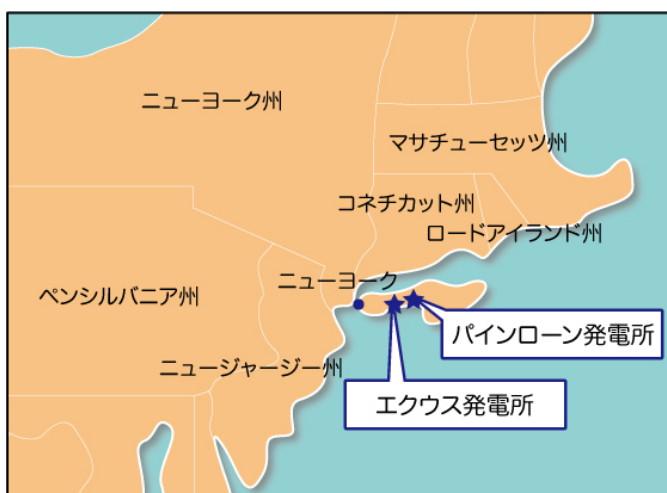 ニューヨーク州
マサチューセッツ州
コネチカット州
ロードアイランド州
ニューヨーク
ペンシルバニア州
パインローン発電所
ニュージャージー州
エクウス発電所